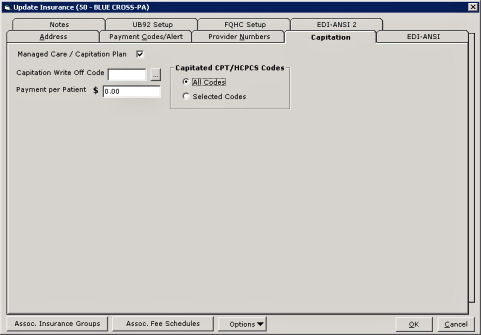 Update Insurance (50 - BLUE CROSS-PA)
Notes UB92 Setup FQHC Setup EDI-ANSI 2
Address Payment Codes/Alert Provider Numbers Capitation EDI-ANSI
Managed Care / Capitation Plan
Capitation Write Off Code ...
Payment per Patient $ 0.00
Capitated CPT/HCPCS Codes
All Codes
Selected Codes
Assoc. Insurance Groups Assoc. Fee Schedules Options OK Cancel